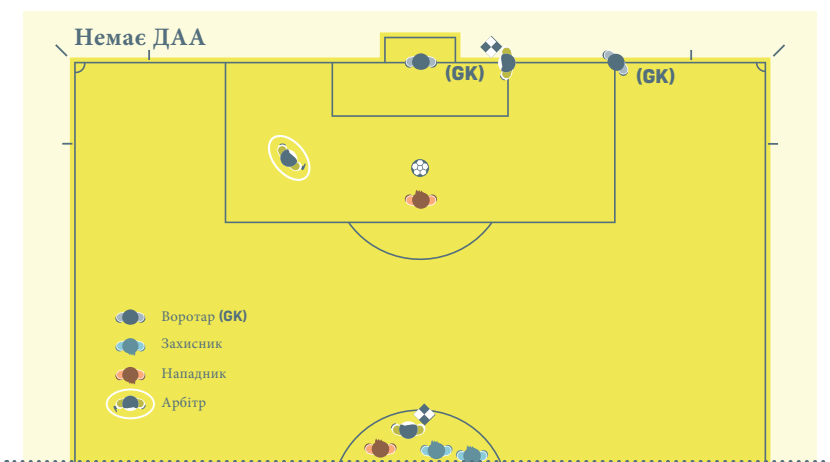 Немає ДАА
(GK)
(GK)
Воротар (GK)
Захисник
Нападник
Арбітр